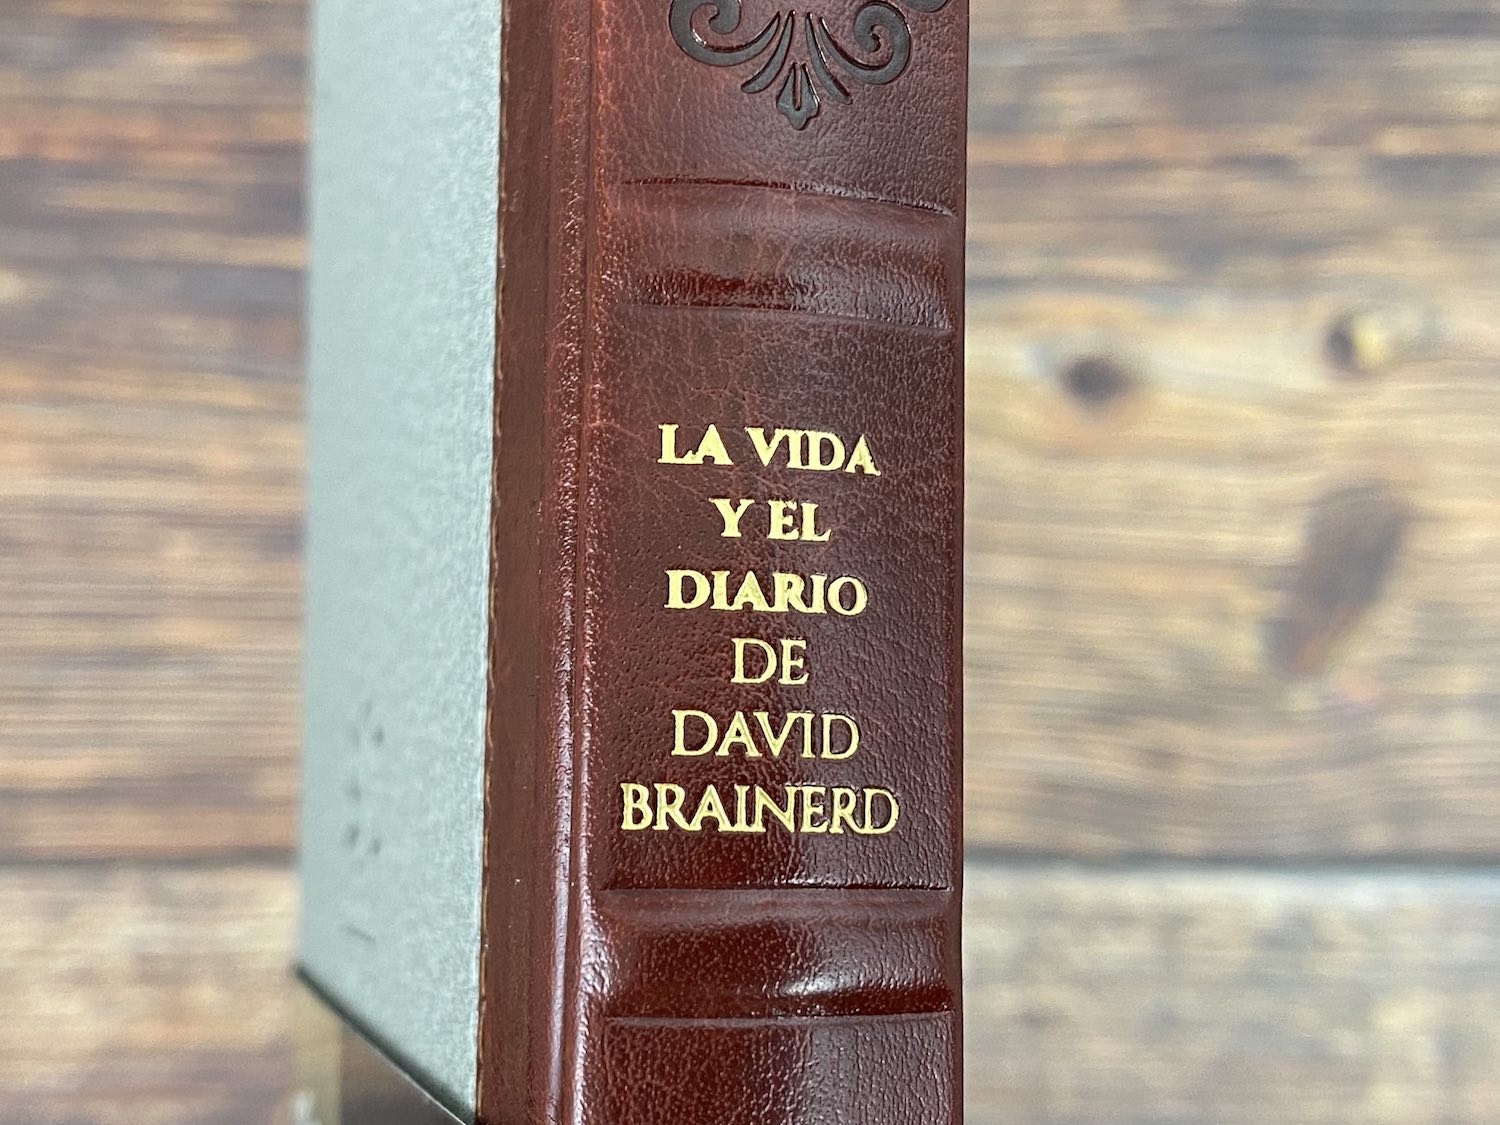 LA VIDA
Y EL
DIARIO
DE
DAVID
BRAINERD